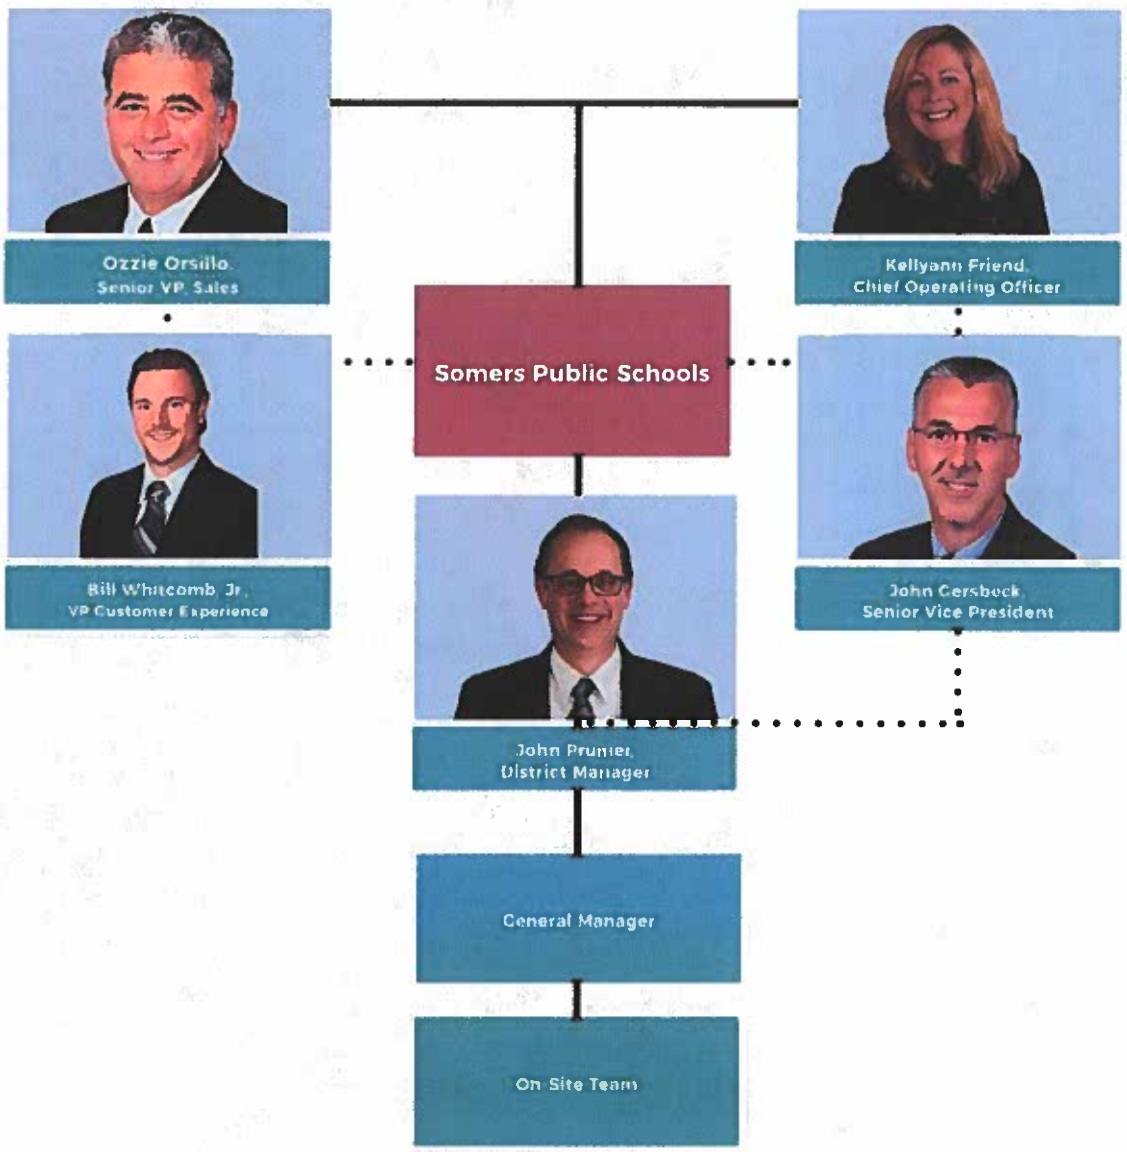 Ozzie Orsillo,
Senior VP, Sales
Kellyann Friend,
Chief Operating Officer
Somers Public Schools
Bill Whitcomb, Jr.,
VP Customer Experience
John Gersbeck,
Senior Vice President
John Prunier,
District Manager
General Manager
On-Site Team